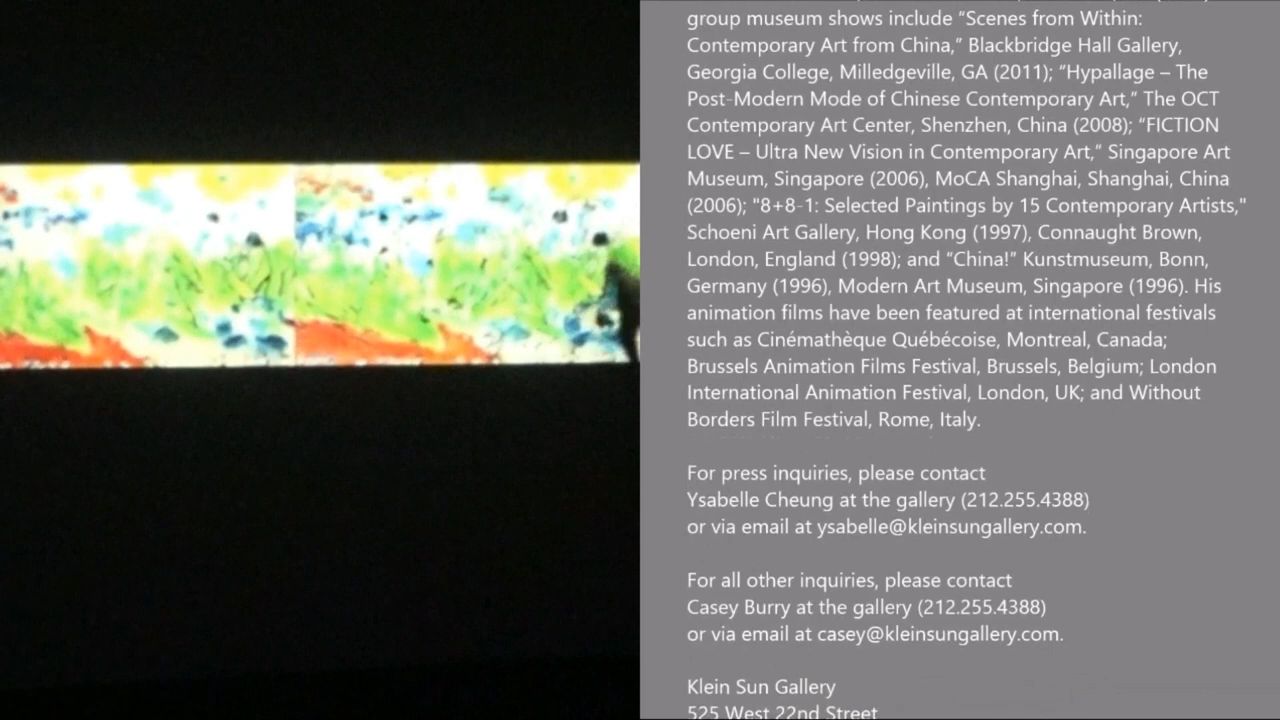 group museum shows include “Scenes from Within:
Contemporary Art from China,” Blackbridge Hall Gallery,
Georgia College, Milledgeville, GA (2011); “Hypallage – The
Post-Modern Mode of Chinese Contemporary Art,” The OCT
Contemporary Art Center, Shenzhen, China (2008); “FICTION
LOVE – Ultra New Vision in Contemporary Art,” Singapore Art
Museum, Singapore (2006), MoCA Shanghai, Shanghai, China
(2006); "8+8-1: Selected Paintings by 15 Contemporary Artists,"
Schoeni Art Gallery, Hong Kong (1997), Connaught Brown,
London, England (1998); and “China!” Kunstmuseum, Bonn,
Germany (1996), Modern Art Museum, Singapore (1996). His
animation films have been featured at international festivals
such as Cinémathèque Québécoise, Montreal, Canada;
Brussels Animation Films Festival, Brussels, Belgium; London
International Animation Festival, London, UK; and Without
Borders Film Festival, Rome, Italy.
For press inquiries, please contact
Ysabelle Cheung at the gallery (212.255.4388)
or via email at ysabelle@kleinsungallery.com.
For all other inquiries, please contact
Casey Burry at the gallery (212.255.4388)
or via email at casey@kleinsungallery.com.
Klein Sun Gallery
525 West 22nd Street